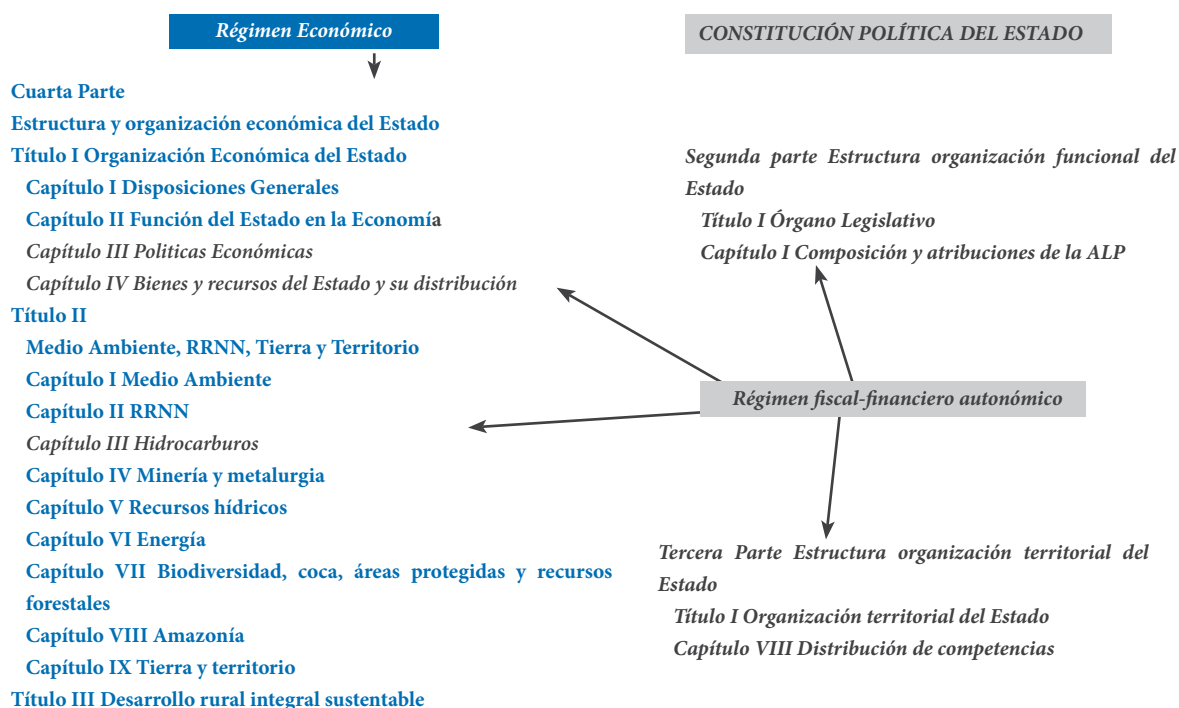 Régimen Económico
Cuarta Parte
Estructura y organización económica del Estado
Título I Organización Económica del Estado
Capítulo I Disposiciones Generales
Capítulo II Función del Estado en la Economía
Capítulo III Politicas Económicas
Capítulo IV Bienes y recursos del Estado y su distribución
Título II
Medio Ambiente, RRNN, Tierra y Territorio
Capítulo I Medio Ambiente
Capítulo II RRNN
Capítulo III Hidrocarburos
Capítulo IV Minería y metalurgia
Capítulo V Recursos hídricos
Capítulo VI Energía
Capítulo VII Biodiversidad, coca, áreas protegidas y recursos
forestales
Capítulo VIII Amazonía
Capítulo IX Tierra y territorio
Título III Desarrollo rural integral sustentable
CONSTITUCIÓN POLÍTICA DEL ESTADO
Segunda parte Estructura organización funcional del
Estado
Título I Órgano Legislativo
Capítulo I Composición y atribuciones de la ALP
Régimen fiscal-financiero autonómico
Tercera Parte Estructura organización territorial del
Estado
Título I Organización territorial del Estado
Capítulo VIII Distribución de competencias